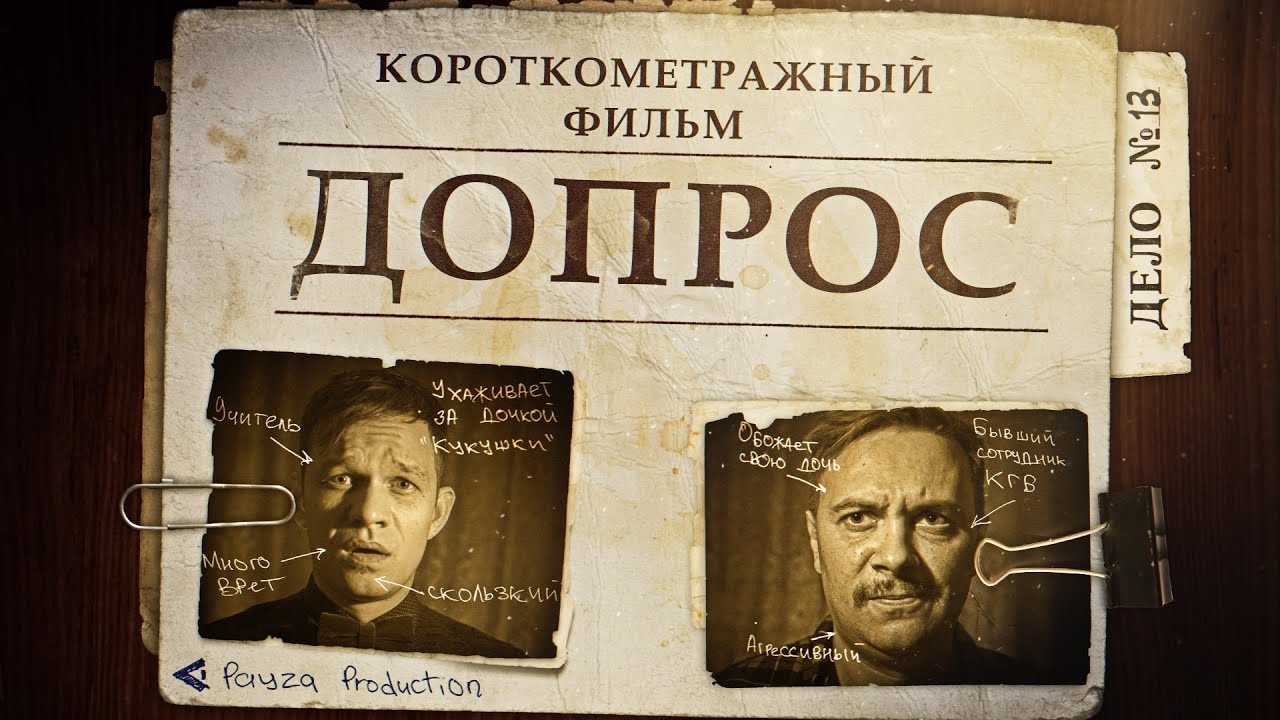 КОРОТКОМЕТРАЖНЫЙ
ФИЛЬМ
ДОПРОС
ДЕЛО №13
Учитель
УХАЖИВАЕТ
ЗА ДОЧКОЙ
"КУКУШКИ"
Много
врет
скользкий
Обожает
свою дочь
Бывший
сотрудник
КГБ
Агрессивный
Payza Production